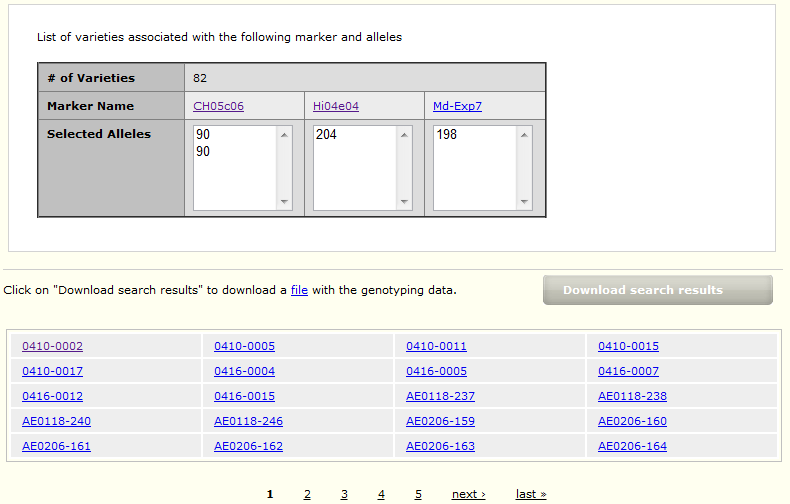 List of varieties associated with the following marker and alleles
# of Varieties 82
Marker Name CH05c06 Hi04e04 Md-Exp7
Selected Alleles 90 204 198
90
Click on "Download search results" to download a file with the genotyping data. Download search results
0410-0002 0410-0005 0410-0011 0410-0015
0410-0017 0416-0004 0416-0005 0416-0007
0416-0012 0416-0015 AE0118-237 AE0118-238
AE0118-240 AE0118-246 AE0206-159 AE0206-160
AE0206-161 AE0206-162 AE0206-163 AE0206-164
1 2 3 4 5 next › last »